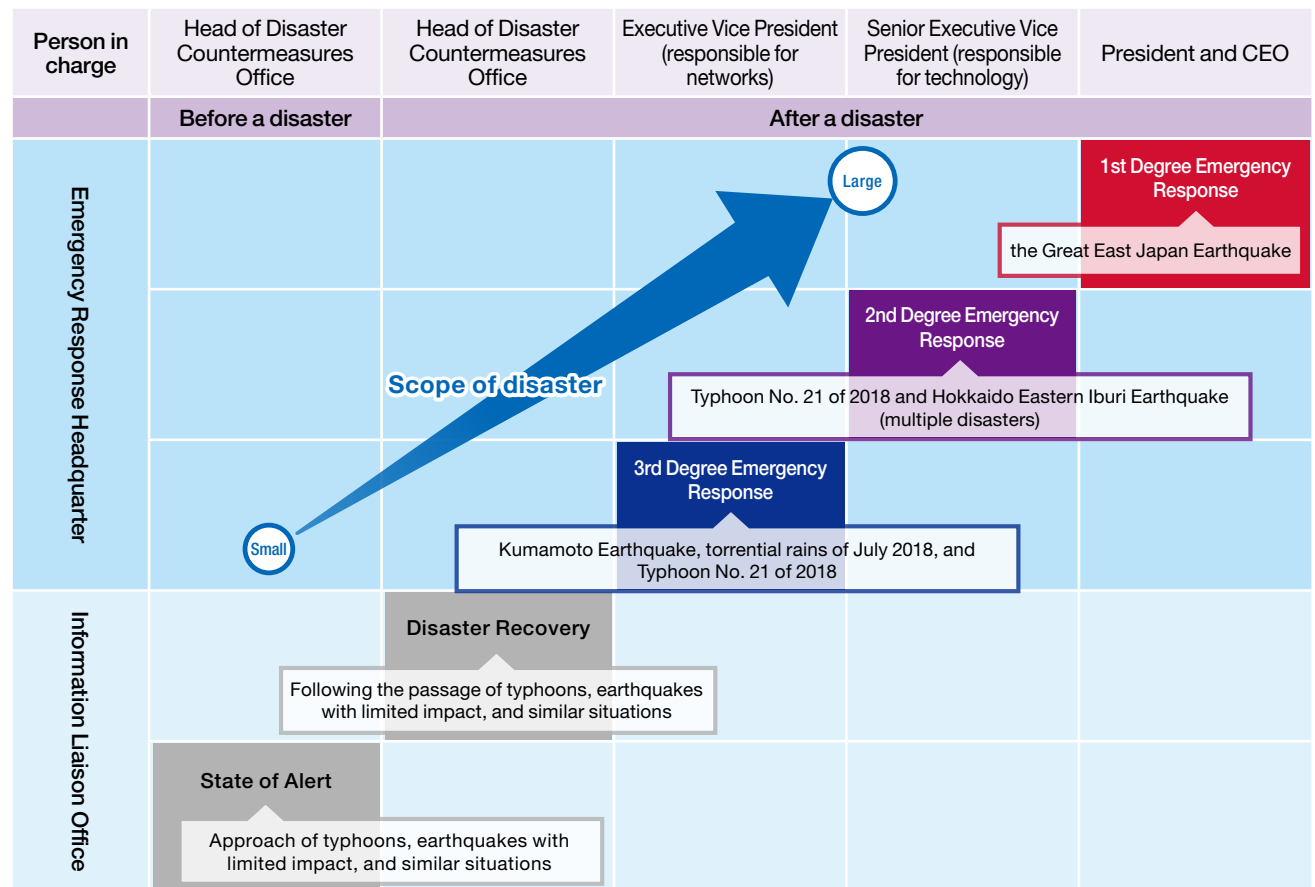 Person in
charge
Head of Disaster
Countermeasures
Office
Head of Disaster
Countermeasures
Office
Executive Vice President
(responsible for
networks)
Senior Executive Vice
President (responsible
for technology)
President and CEO
Before a disaster
After a disaster
Emergency Response Headquarter
Large
1st Degree Emergency
Response
the Great East Japan Earthquake
2nd Degree Emergency
Response
Scope of disaster
Typhoon No. 21 of 2018 and Hokkaido Eastern Iburi Earthquake
(multiple disasters)
3rd Degree Emergency
Response
Small
Kumamoto Earthquake, torrential rains of July 2018, and
Typhoon No. 21 of 2018
Information Liaison Office
Disaster Recovery
Following the passage of typhoons, earthquakes
with limited impact, and similar situations
State of Alert
Approach of typhoons, earthquakes with
limited impact, and similar situations